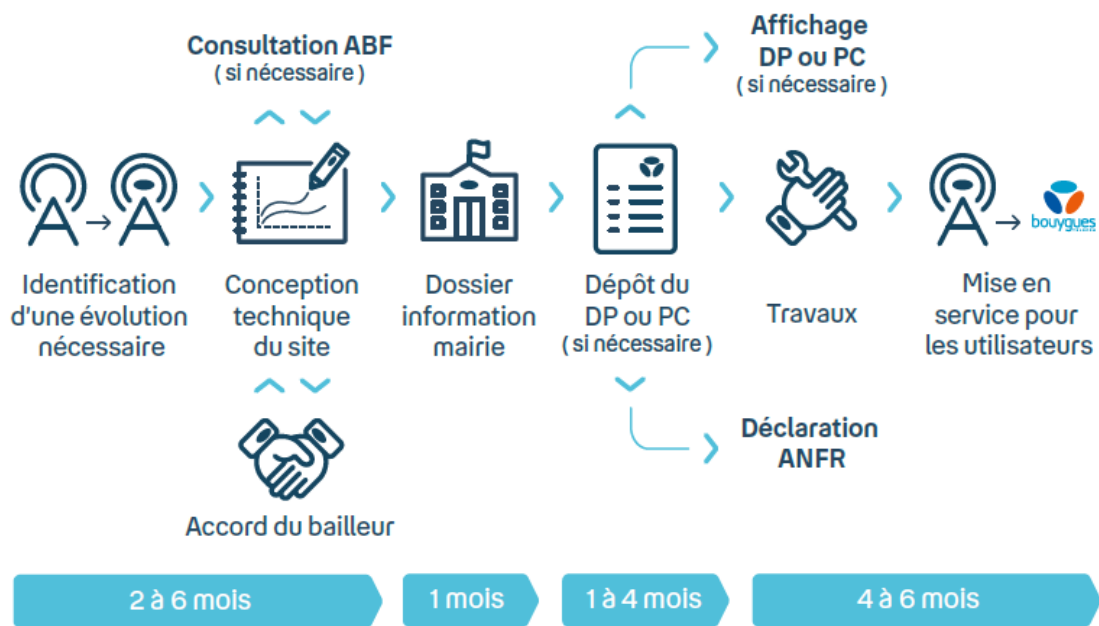 Consultation ABF
( si nécessaire )
Affichage
DP ou PC
( si nécessaire )
bouygues
Identification
d'une évolution
nécessaire
Conception
technique
du site
Dossier
information
mairie
Dépôt du
DP ou PC
( si nécessaire )
Travaux
Mise en
service pour
les utilisateurs
Accord du bailleur
Déclaration
ANFR
2 à 6 mois
1 mois
1 à 4 mois
4 à 6 mois